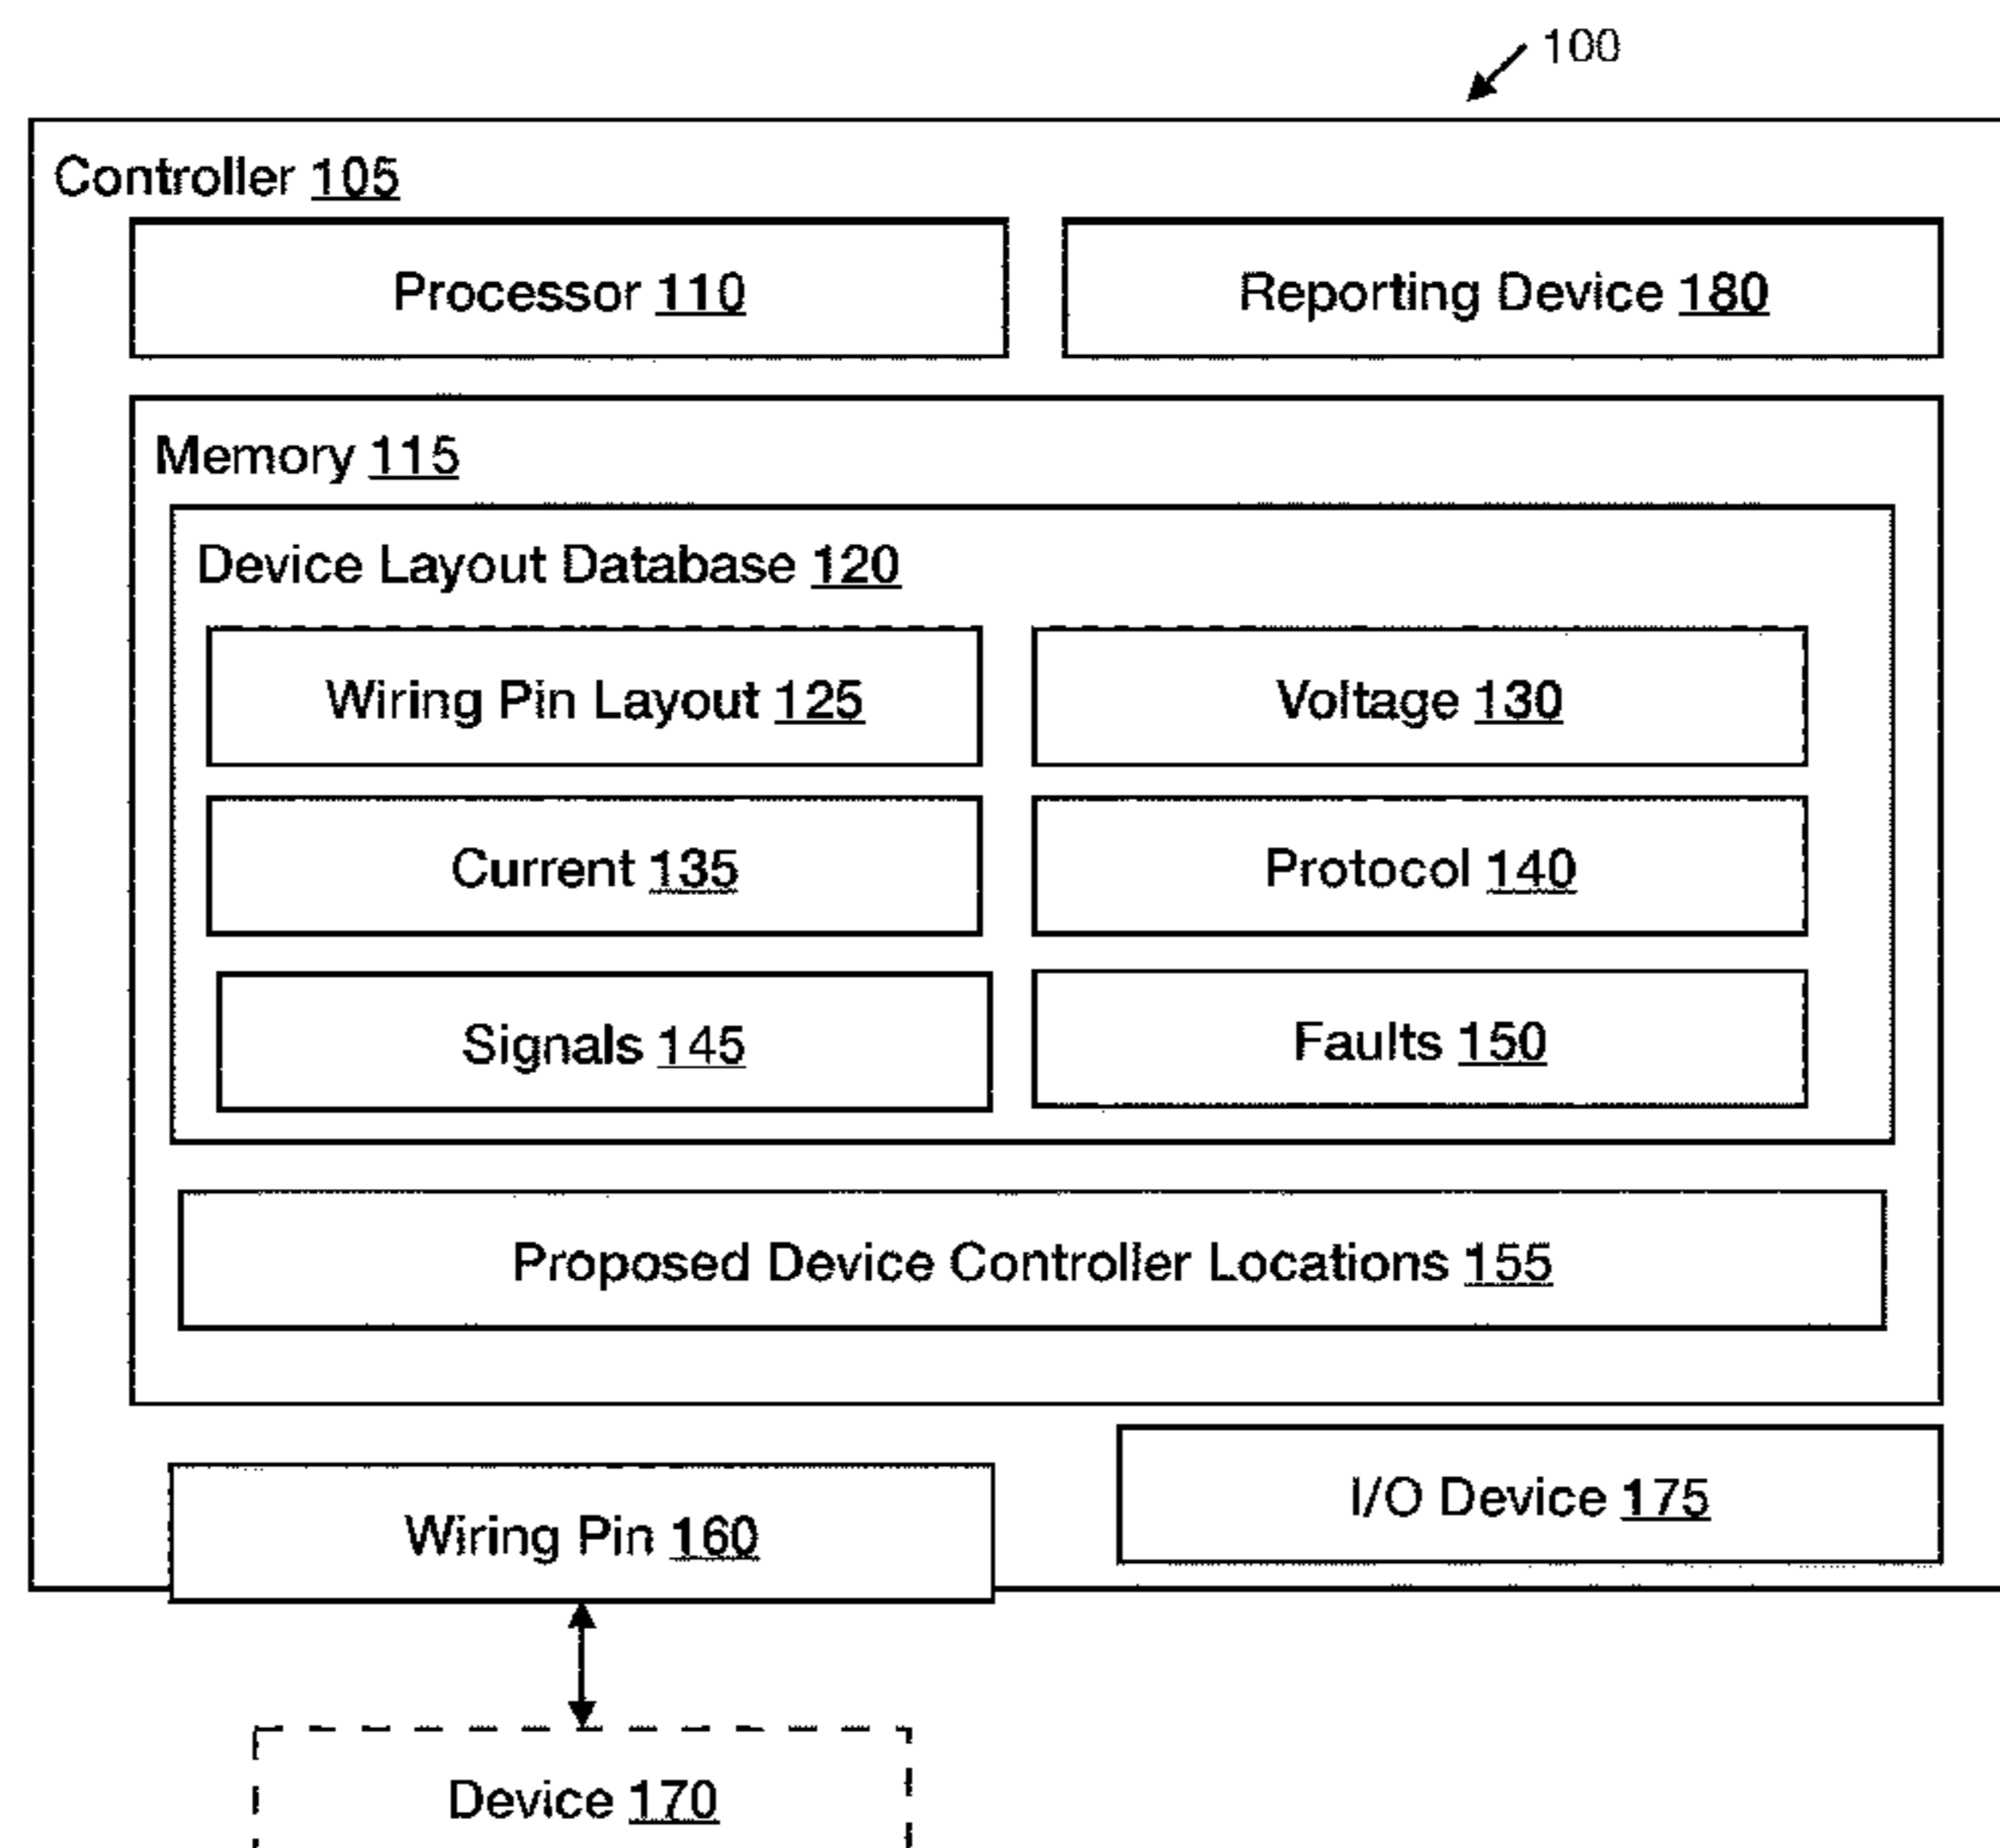 100
Controller 105
Processor 110
Reporting Device 180
Memory 115
Device Layout Database 120
Wiring Pin Layout 125
Voltage 130
Current 135
Protocol 140
Signals 145
Faults 150
Proposed Device Controller Locations 155
Wiring Pin 160
I/O Device 175
Device 170